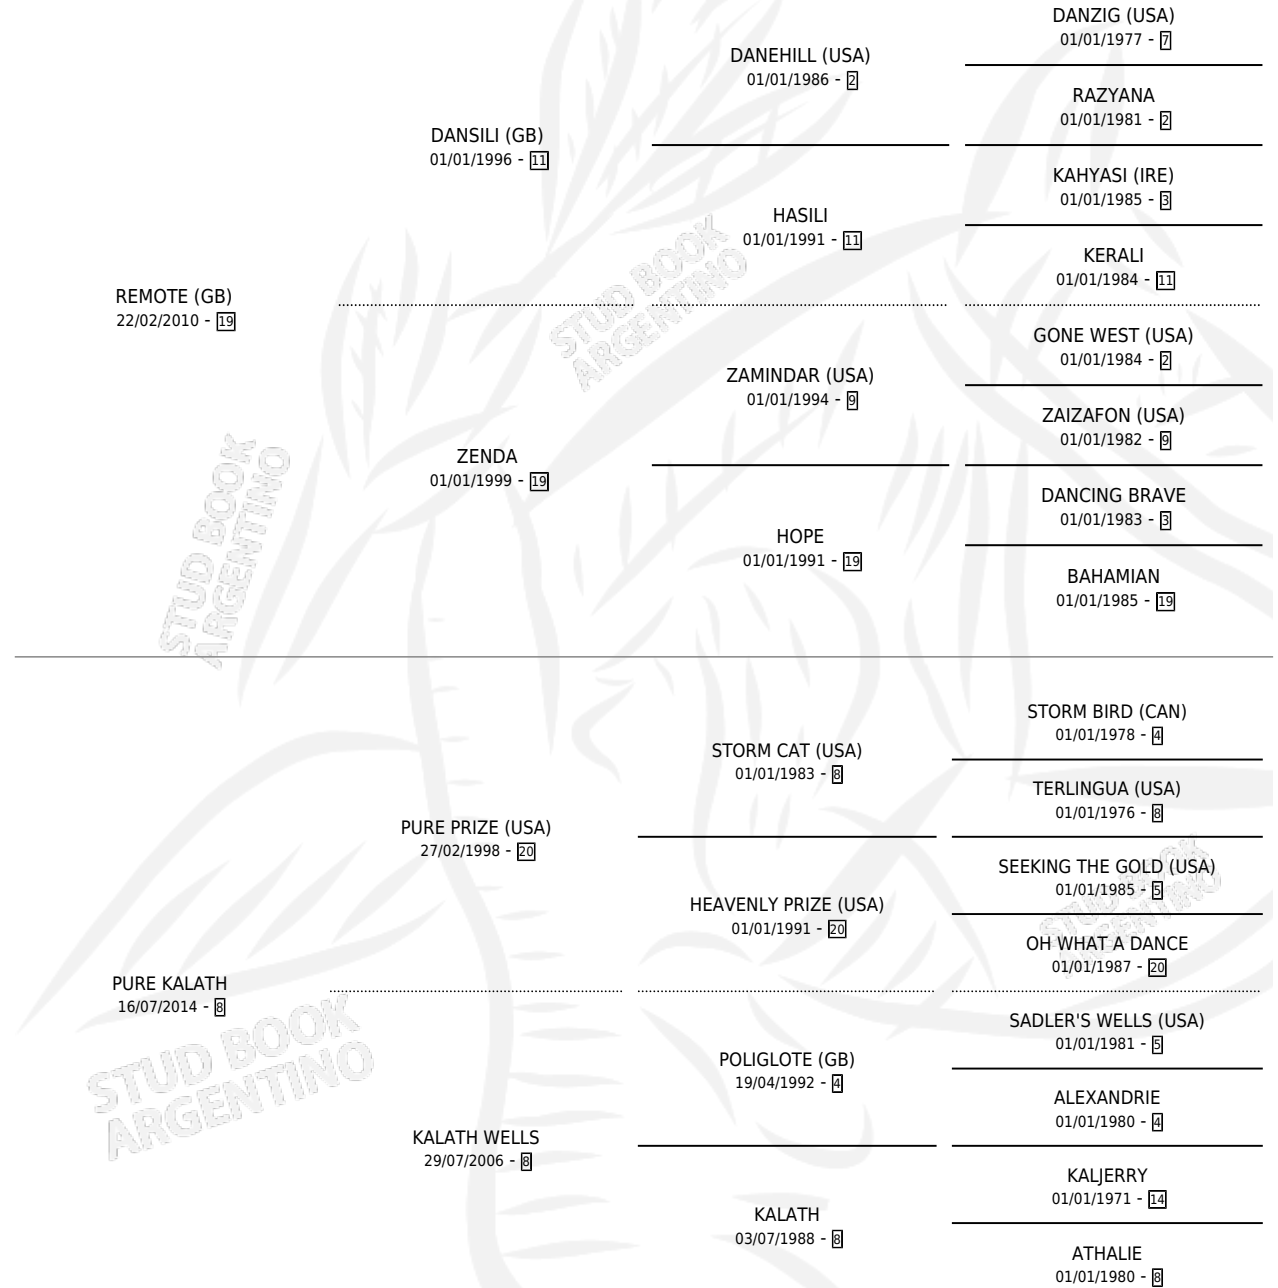 DANZIG (USA)
01/01/1977 - 7
DANEHILL (USA)
01/01/1986 - 2
RAZYANA
01/01/1981 - 2
DANSILI (GB)
01/01/1996 - 11
KAHYASI (IRE)
01/01/1985 - 3
HASILI
01/01/1991 - 11
KERALI
01/01/1984 - 11
REMOTE (GB)
22/02/2010 - 19
STUD BOOK
ARGENTINO
GONE WEST (USA)
01/01/1984 - 2
ZAMINDAR (USA)
01/01/1994 - 9
ZAIZAFON (USA)
01/01/1982 - 9
ZENDA
01/01/1999 - 19
DANCING BRAVE
01/01/1983 - 3
HOPE
01/01/1991 - 19
BAHAMIAN
01/01/1985 - 19
STUD BOOK
ARGENTINO
STORM BIRD (CAN)
01/01/1978 - 4
STORM CAT (USA)
01/01/1983 - 8
TERLINGUA (USA)
01/01/1976 - 8
PURE PRIZE (USA)
27/02/1998 - 20
SEEKING THE GOLD (USA)
01/01/1985 - 5
HEAVENLY PRIZE (USA)
01/01/1991 - 20
OH WHAT A DANCE
01/01/1987 - 20
STUD BOOK
ARGENTINO
PURE KALATH
16/07/2014 - 8
SADLER'S WELLS (USA)
01/01/1981 - 5
POLIGLOTE (GB)
19/04/1992 - 4
ALEXANDRIE
01/01/1980 - 4
KALATH WELLS
29/07/2006 - 8
KALJERRY
01/01/1971 - 14
KALATH
03/07/1988 - 8
ATHALIE
01/01/1980 - 8
STUD BOOK
ARGENTINO